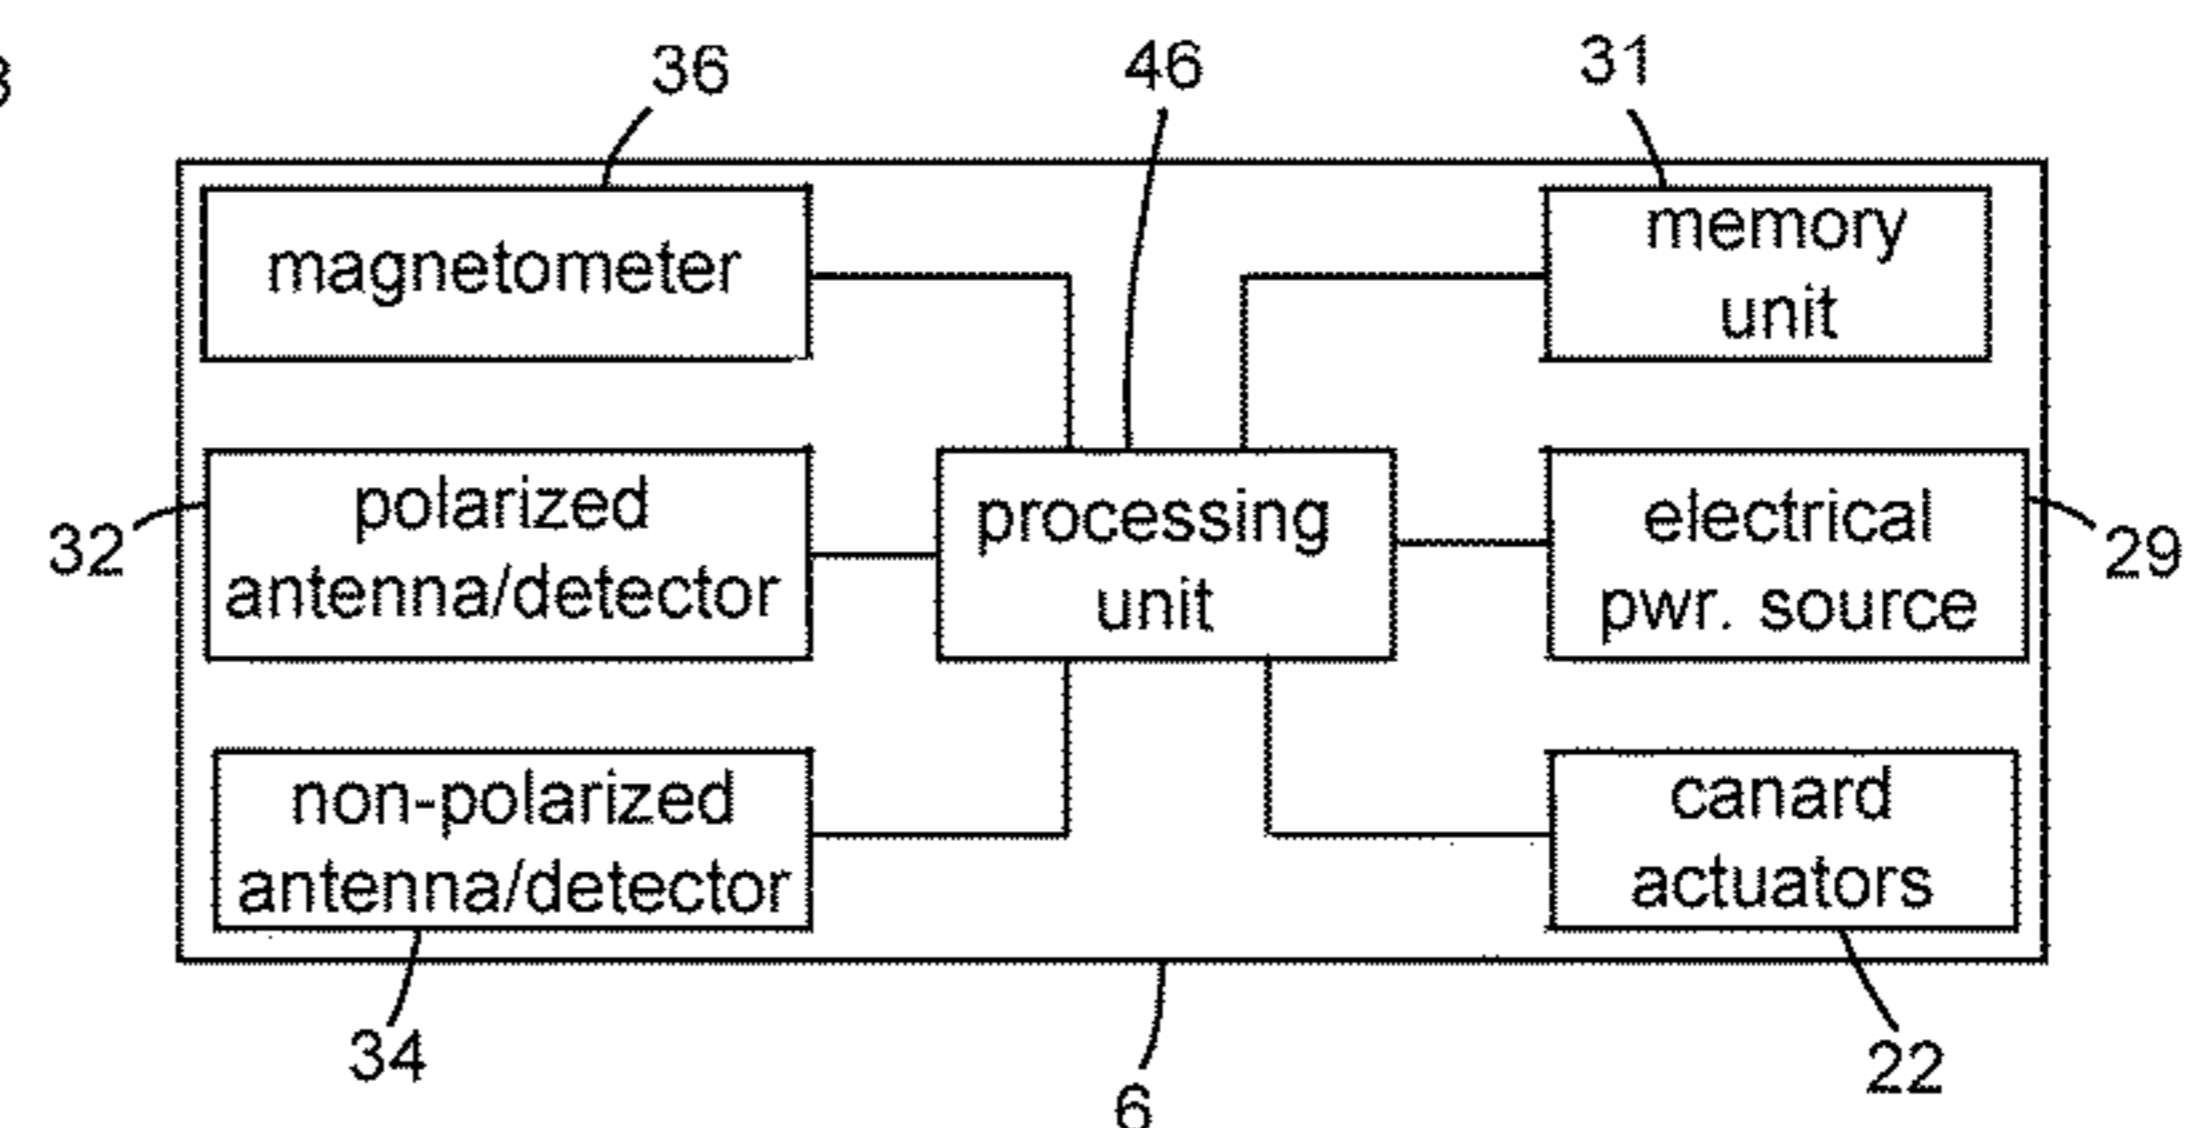 36
46
31
magnetometer
memory
unit
32
polarized
antenna/detector
processing
unit
electrical
pwr. source
29
non-polarized
antenna/detector
canard
actuators
34
6
22